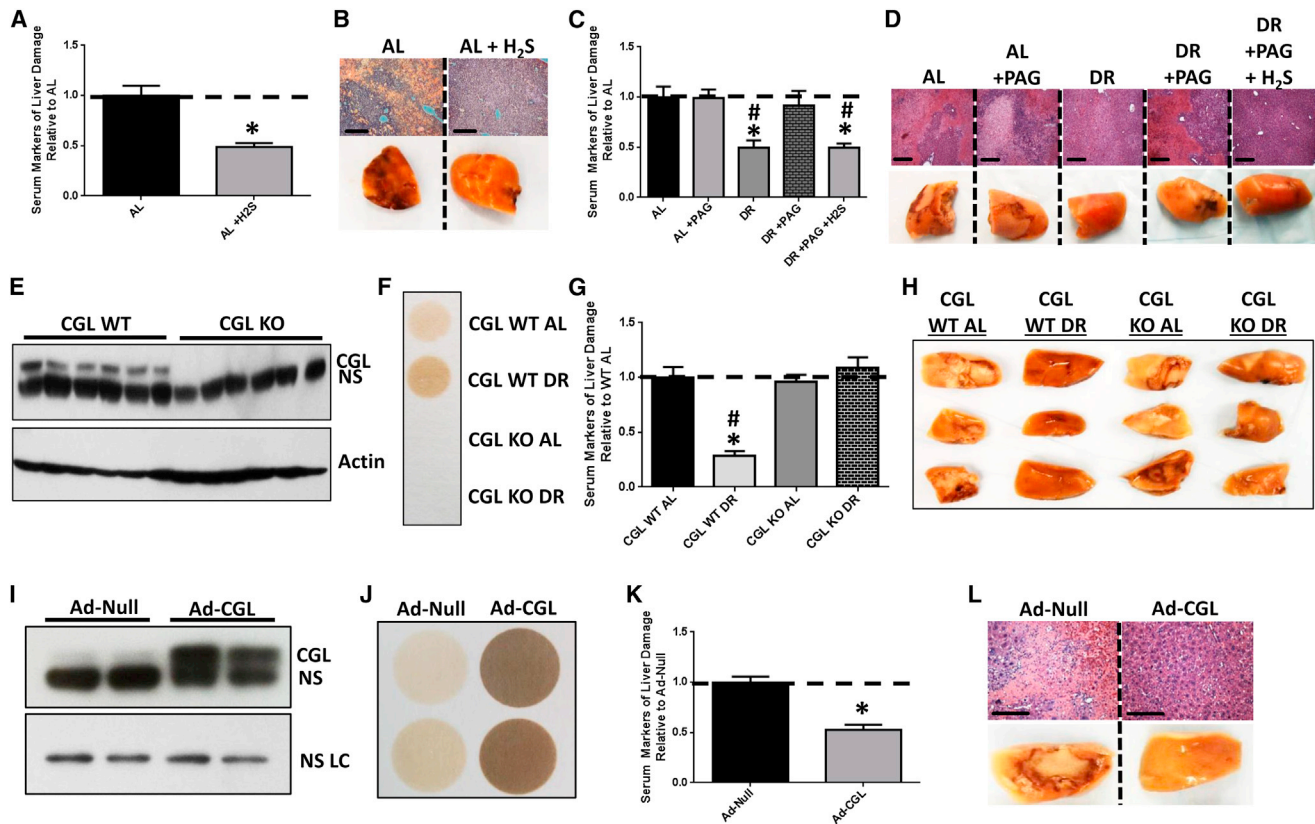 A
Serum Markers of Liver Damage
Relative to AL
1.5
1.0
0.5
0.0
*
AL
AL +H2S
B
AL
AL + H₂S
C
Serum Markers of Liver Damage
Relative to AL
1.5
1.0
0.5
0.0
#
*
#
*
AL
AL +PAG
DR
DR +PAG
DR +PAG +H2S
D
AL
AL
+PAG
DR
DR
+PAG
DR
+PAG
+ H₂S
E
CGL WT
CGL KO
CGL
NS
Actin
F
CGL WT AL
CGL WT DR
CGL KO AL
CGL KO DR
G
Serum Markers of Liver Damage
Relative to WT AL
1.5
1.0
0.5
0.0
#
*
CGL WT AL
CGL WT DR
CGL KO AL
CGL KO DR
H
CGL
WT AL
CGL
WT DR
CGL
KO AL
CGL
KO DR
I
Ad-Null
Ad-CGL
CGL
NS
NS LC
J
Ad-Null
Ad-CGL
K
Serum Markers of Liver Damage
Relative to Ad-Null
1.5
1.0
0.5
0.0
*
Ad-Null
Ad-CGL
L
Ad-Null
Ad-CGL